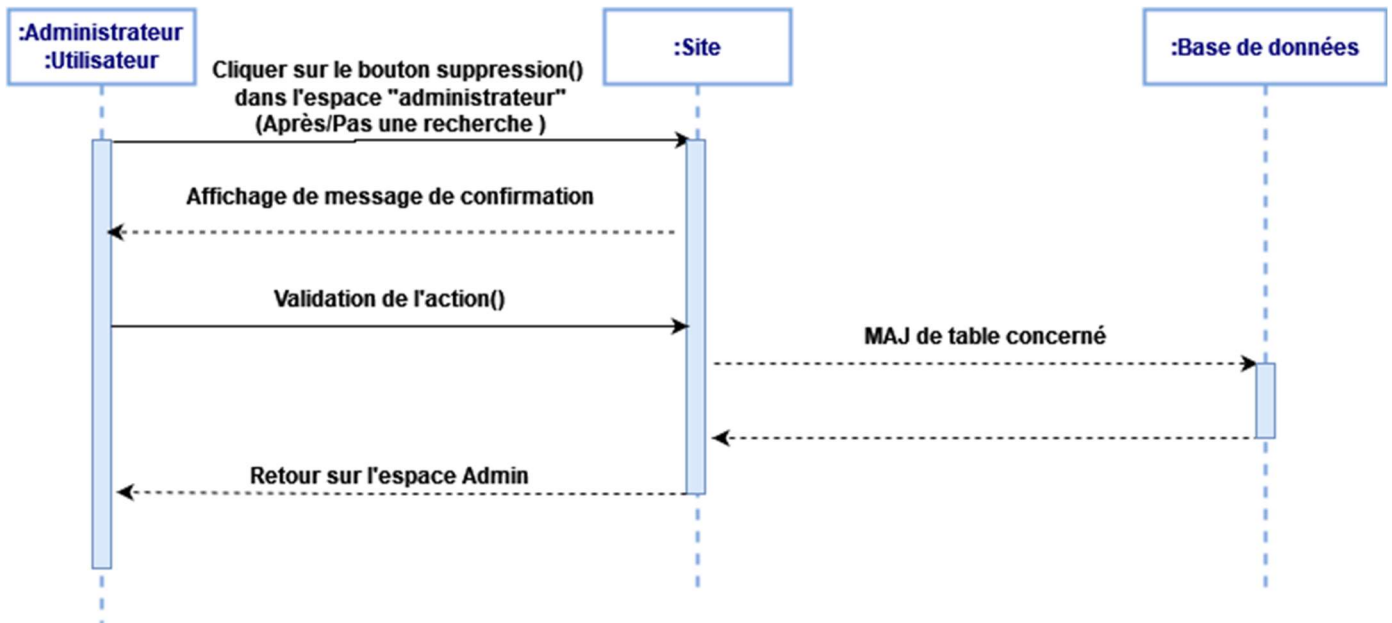 :Administrateur
:Utilisateur
:Site
:Base de données
Cliquer sur le bouton suppression()
dans l'espace "administrateur"
(Après/Pas une recherche )
Affichage de message de confirmation
Validation de l'action()
MAJ de table concerné
Retour sur l'espace Admin